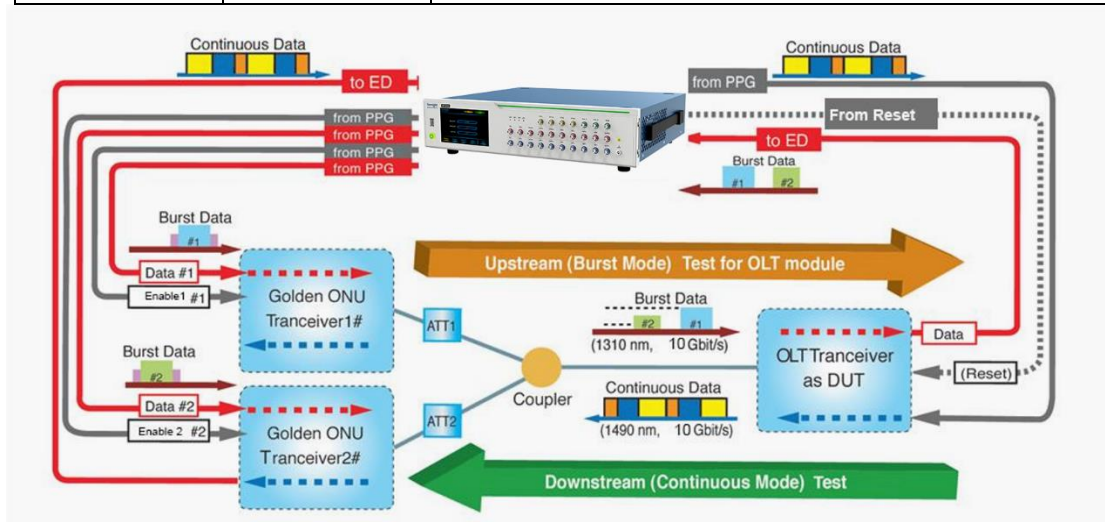 Continuous Data
to ED
from PPG
from PPG
from PPG
from PPG
Continuous Data
from PPG
From Reset
to ED
Burst Data
#1
#2
Burst Data
#1
Data #1
Enable1 #1
Golden ONU
Tranceiver1#
Burst Data
#2
Data #2
Enable 2 #2
Golden ONU
Tranceiver2#
ATT1
ATT2
Coupler
Upstream (Burst Mode) Test for OLT module
Burst Data
#2
#1
(1310 nm, 10 Gbit/s)
Continuous Data
(1490 nm, 10 Gbit/s)
OLT Tranceiver
as DUT
Data
(Reset)
Downstream (Continuous Mode) Test